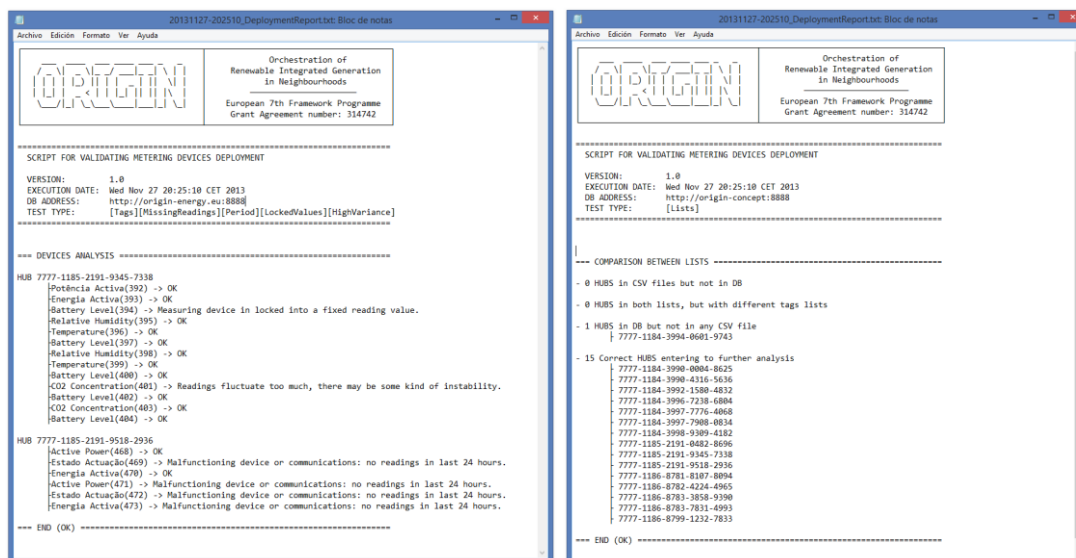 20131127-202510_DeploymentReport.txt: Bloc de notas
Archivo Edición Formato Ver Ayuda
ORIGIN
Orchestration of
Renewable Integrated Generation
in Neighbourhoods
European 7th Framework Programme
Grant Agreement number: 314742
SCRIPT FOR VALIDATING METERING DEVICES DEPLOYMENT
VERSION: 1.0
EXECUTION DATE: Wed Nov 27 20:25:10 CET 2013
DB ADDRESS: http://origin-energy.eu:8888
TEST TYPE: [Tags][MissingReadings][Period][LockedValues][HighVariance]
=== DEVICES ANALYSIS ===
HUB 7777-1185-2191-9345-7338
Potência Activa(392) -> OK
Energia Activa(393) -> OK
Battery Level(394) -> Measuring device in locked into a fixed reading value.
Relative Humidity(395) -> OK
Temperature(396) -> OK
Battery Level(397) -> OK
Relative Humidity(398) -> OK
Temperature(399) -> OK
Battery Level(400) -> OK
CO2 Concentration(401) -> Readings fluctuate too much, there may be some kind of instability.
Battery Level(402) -> OK
CO2 Concentration(403) -> OK
Battery Level(404) -> OK
HUB 7777-1185-2191-9518-2936
Active Power(468) -> OK
Estado Actuação(469) -> Malfunctioning device or communications: no readings in last 24 hours.
Energia Activa(470) -> OK
Active Power(471) -> Malfunctioning device or communications: no readings in last 24 hours.
Estado Actuação(472) -> Malfunctioning device or communications: no readings in last 24 hours.
Energia Activa(473) -> Malfunctioning device or communications: no readings in last 24 hours.
=== END (OK) ===
20131127-202510_DeploymentReport.txt: Bloc de notas
Archivo Edición Formato Ver Ayuda
ORIGIN
Orchestration of
Renewable Integrated Generation
in Neighbourhoods
European 7th Framework Programme
Grant Agreement number: 314742
SCRIPT FOR VALIDATING METERING DEVICES DEPLOYMENT
VERSION: 1.0
EXECUTION DATE: Wed Nov 27 20:25:10 CET 2013
DB ADDRESS: http://origin-concept:8888
TEST TYPE: [Lists]
=== COMPARISON BETWEEN LISTS ===
- 0 HUBS in CSV files but not in DB
- 0 HUBS in both lists, but with different tags lists
- 1 HUBS in DB but not in any CSV file
7777-1184-3994-0601-9743
- 15 Correct HUBS entering to further analysis
7777-1184-3990-0004-8625
7777-1184-3990-4316-5636
7777-1184-3992-1580-4832
7777-1184-3996-7238-6804
7777-1184-3997-7776-4068
7777-1184-3997-7908-0834
7777-1184-3998-9309-4182
7777-1185-2191-0482-8696
7777-1185-2191-9345-7338
7777-1185-2191-9518-2936
7777-1186-8781-8107-8094
7777-1186-8782-4224-4965
7777-1186-8783-3858-9390
7777-1186-8783-7831-4993
7777-1186-8799-1232-7833
=== END (OK) ===